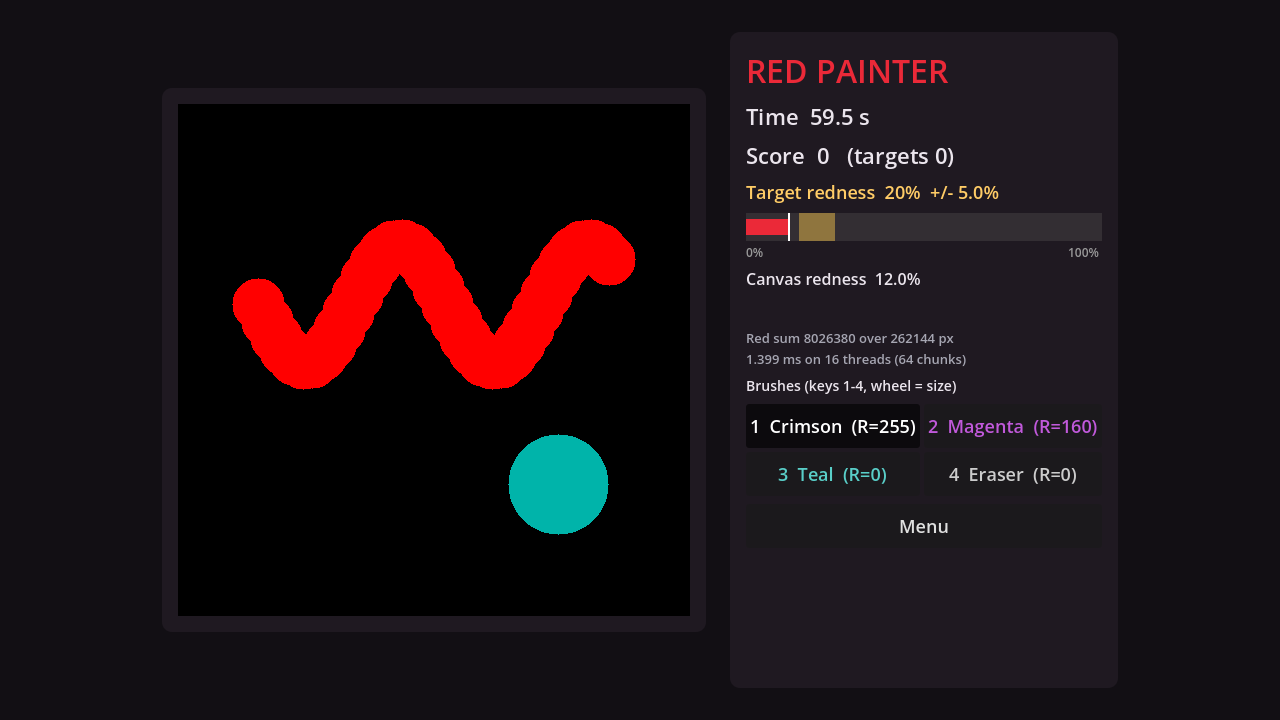 RED PAINTER
Time 59.5 s
Score 0 (targets 0)
Target redness 20% +/- 5.0%
0% 100%
Canvas redness 12.0%
Red sum 8026380 over 262144 px
1.399 ms on 16 threads (64 chunks)
Brushes (keys 1-4, wheel = size)
1 Crimson (R=255) 2 Magenta (R=160)
3 Teal (R=0) 4 Eraser (R=0)
Menu